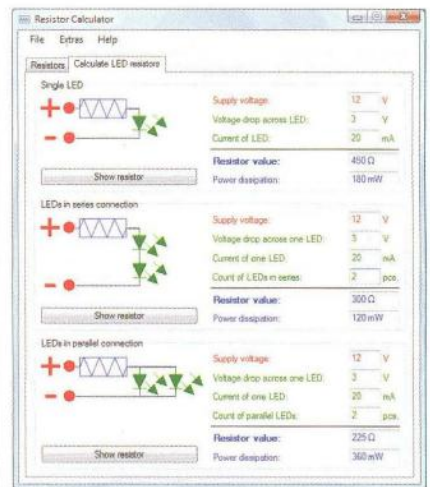 Resistor Calculator
File Extras Help
Resistors Calculate LED resistors
Single LED
Supply voltage: 12 V
Voltage drop across LED: 3 V
Current of LED: 20 mA
Resistor value: 450 Ω
Show resistor
Power dissipation: 180 mW
LEDs in series connection
Supply voltage: 12 V
Voltage drop across one LED: 3 V
Current of one LED: 20 mA
Count of LEDs in series: 2 pcs.
Resistor value: 300 Ω
Show resistor
Power dissipation: 120 mW
LEDs in parallel connection
Supply voltage: 12 V
Voltage drop across one LED: 3 V
Current of one LED: 20 mA
Count of parallel LEDs: 2 pcs.
Resistor value: 225 Ω
Show resistor
Power dissipation: 360 mW